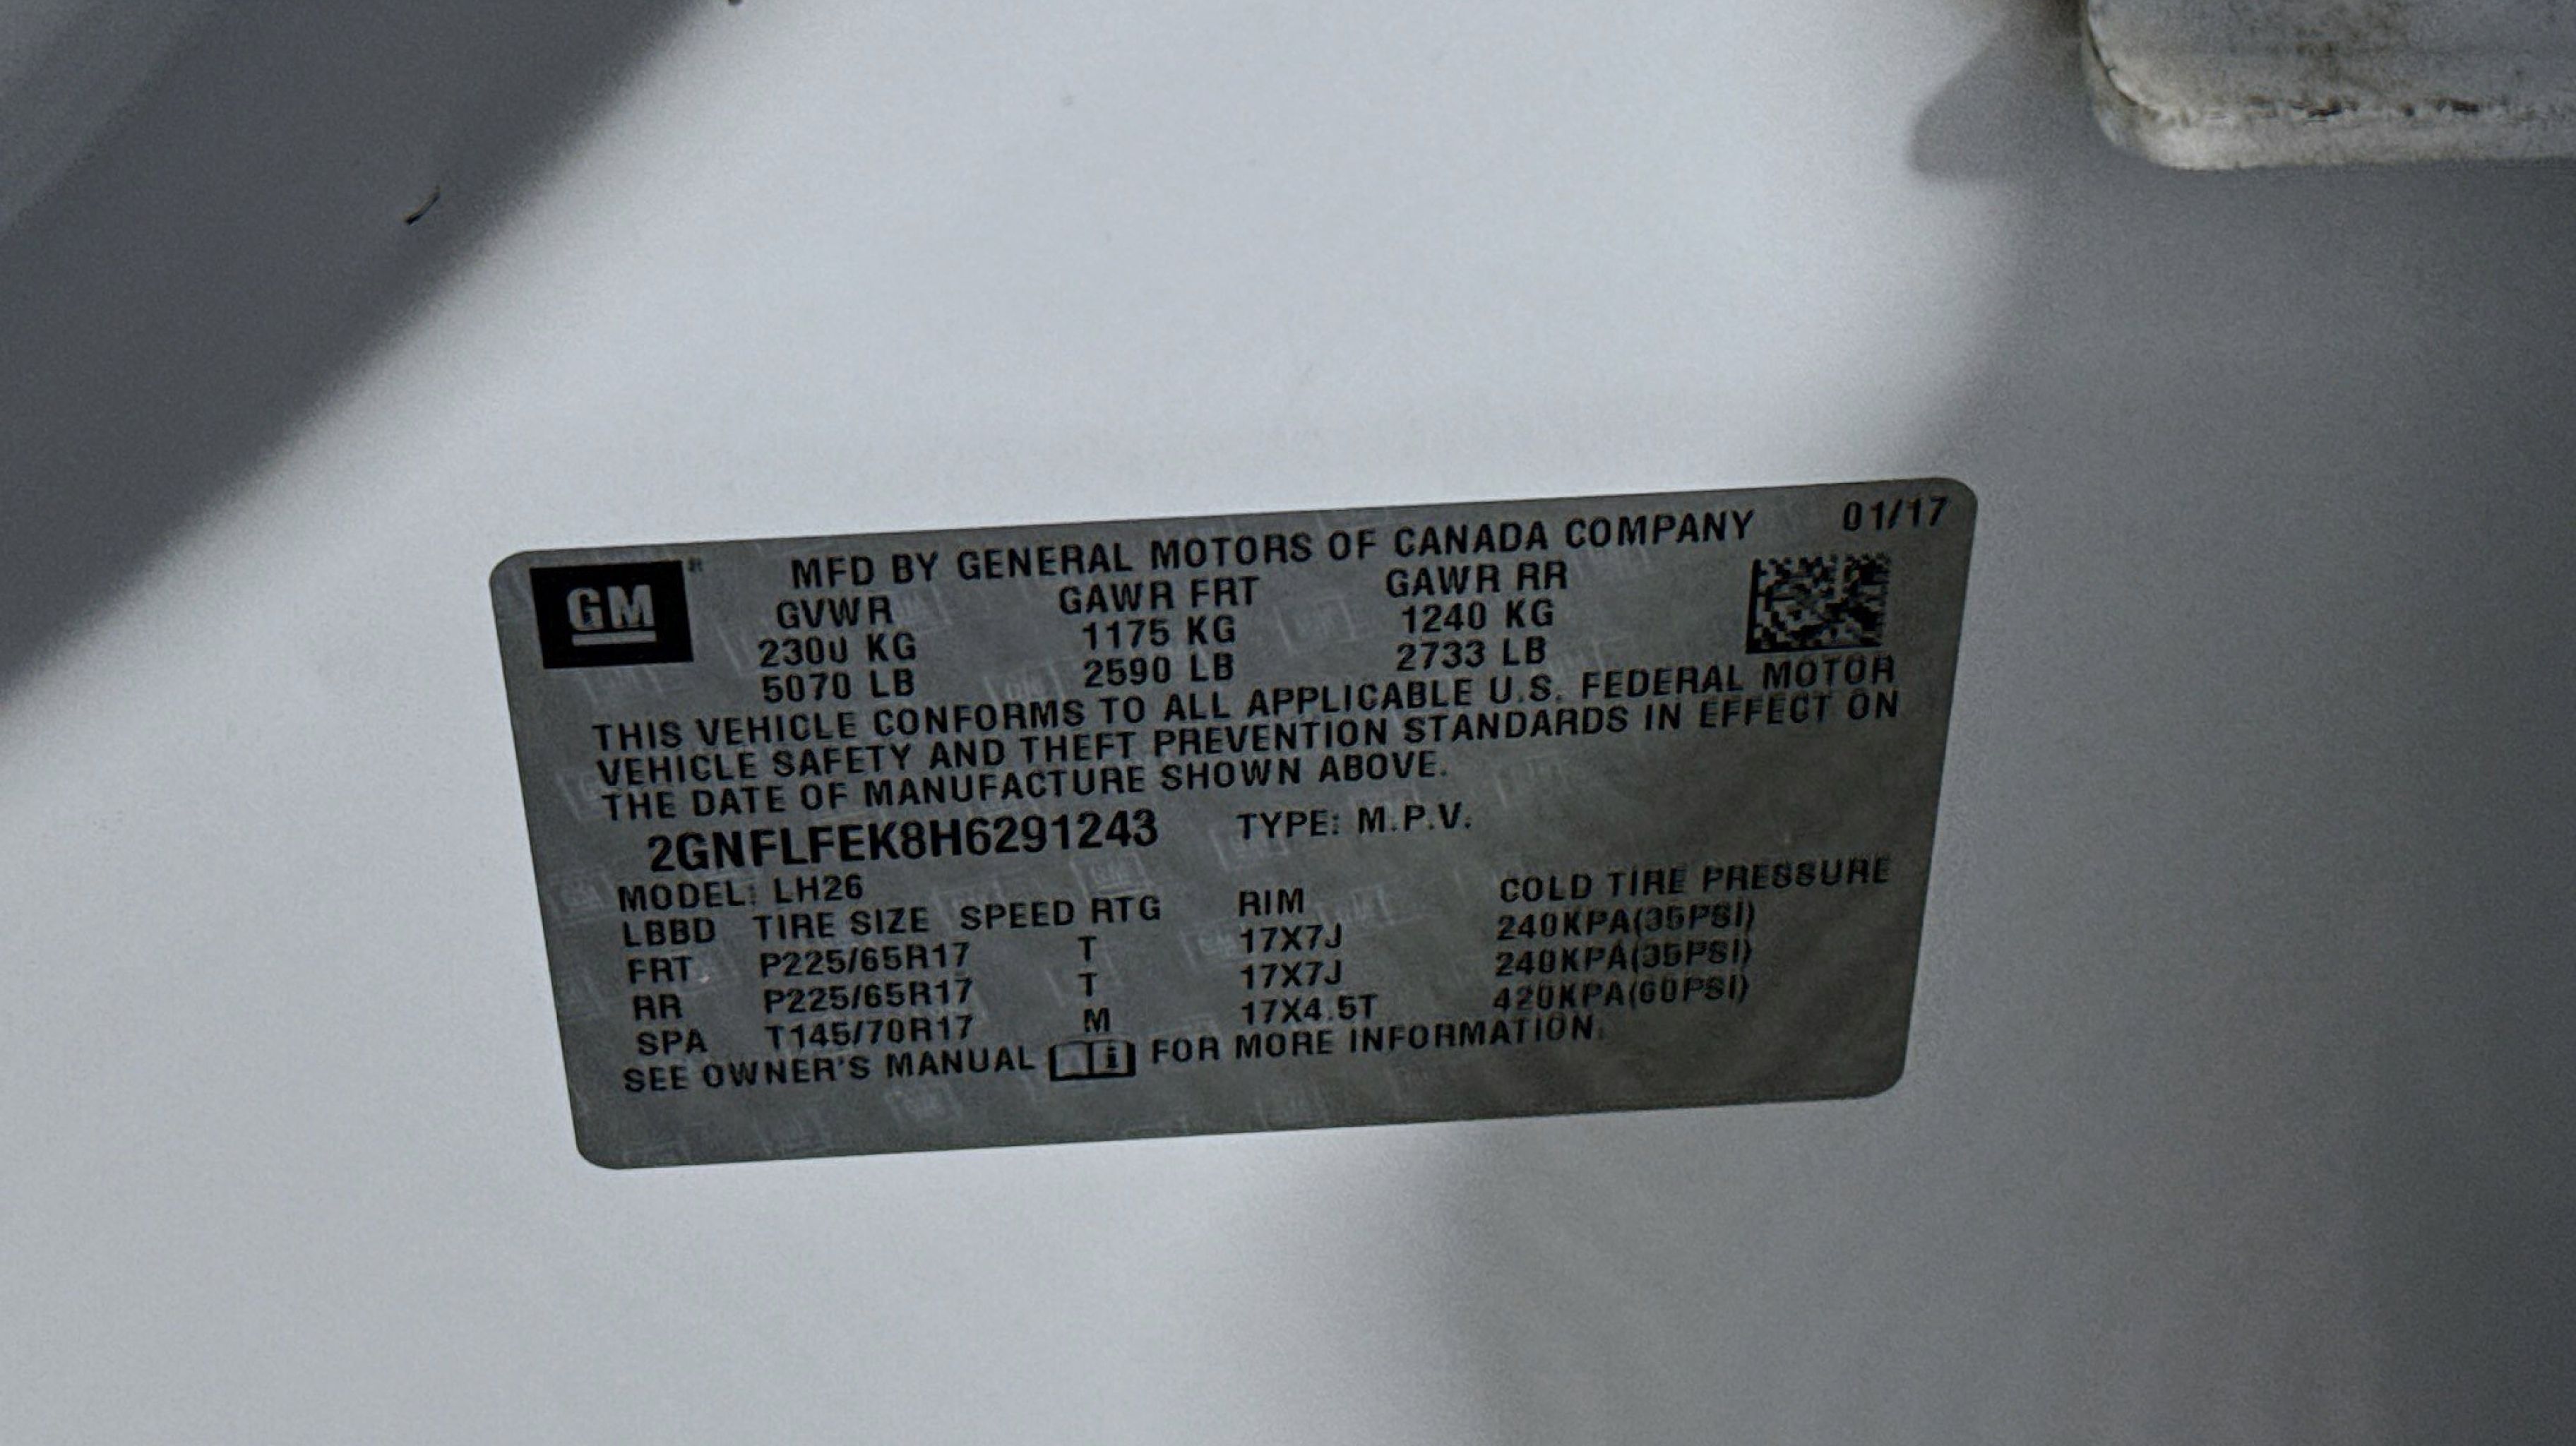 MFD BY GENERAL MOTORS OF CANADA COMPANY 01/17
GM
GVWR GAWR FRT GAWR RR
2300 KG 1175 KG 1240 KG
5070 LB 2590 LB 2733 LB
THIS VEHICLE CONFORMS TO ALL APPLICABLE U.S. FEDERAL MOTOR
VEHICLE SAFETY AND THEFT PREVENTION STANDARDS IN EFFECT ON
THE DATE OF MANUFACTURE SHOWN ABOVE.
2GNFLFEK8H6291243 TYPE: M.P.V.
MODEL: LH26
LBBD TIRE SIZE SPEED RTG RIM COLD TIRE PRESSURE
FRT P225/65R17 T 17X7J 240KPA(35PSI)
RR P225/65R17 T 17X7J 240KPA(35PSI)
SPA T145/70R17 M 17X4.5T 420KPA(60PSI)
SEE OWNER'S MANUAL i FOR MORE INFORMATION.